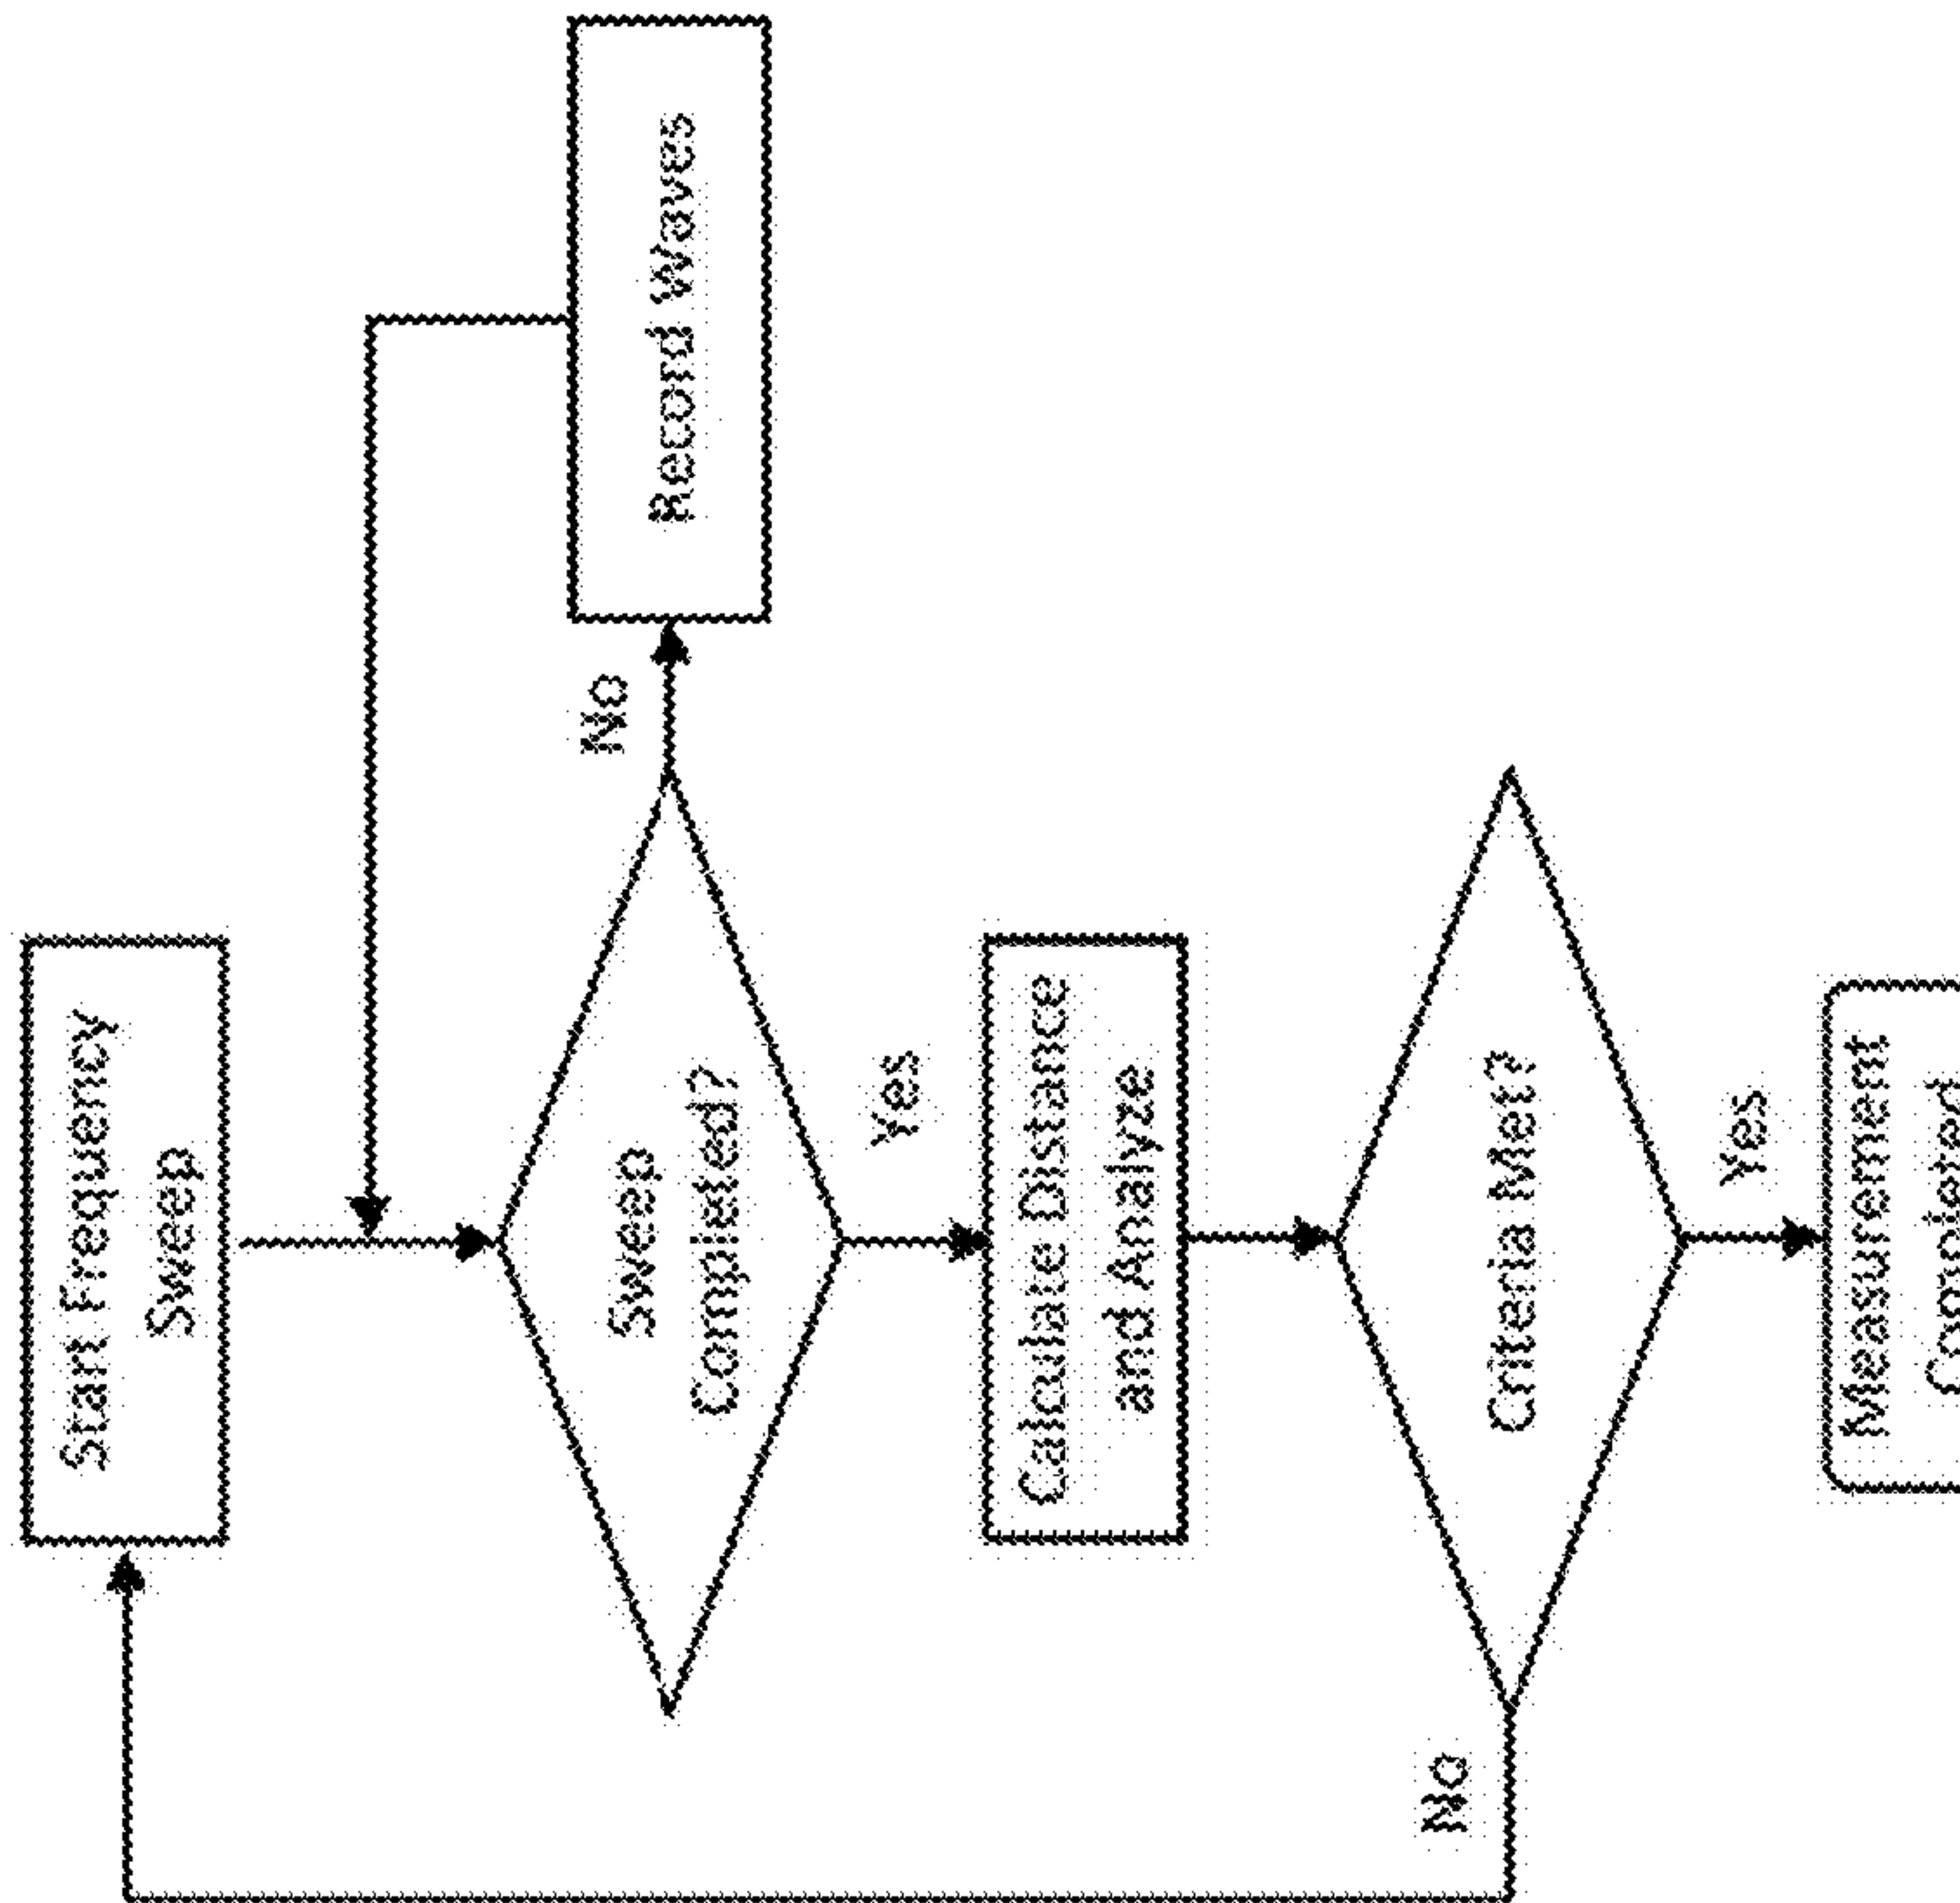 Start Frequency
Sweep
Sweep
Completed?
No
Record Waves
Yes
Calculate Distance
and Analyze
Criteria Met?
No
Yes
Measurement